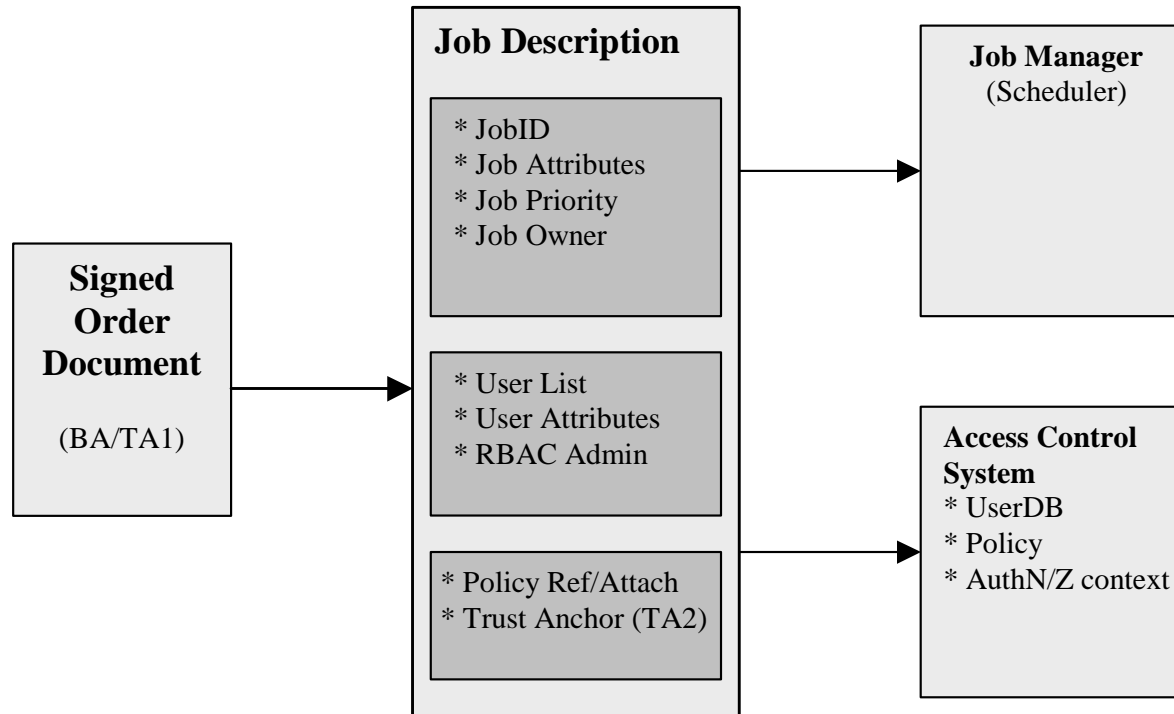 Signed
Order
Document
(BA/TA1)
Job Description
* JobID
* Job Attributes
* Job Priority
* Job Owner
* User List
* User Attributes
* RBAC Admin
* Policy Ref/Attach
* Trust Anchor (TA2)
Job Manager
(Scheduler)
Access Control
System
* UserDB
* Policy
* AuthN/Z context